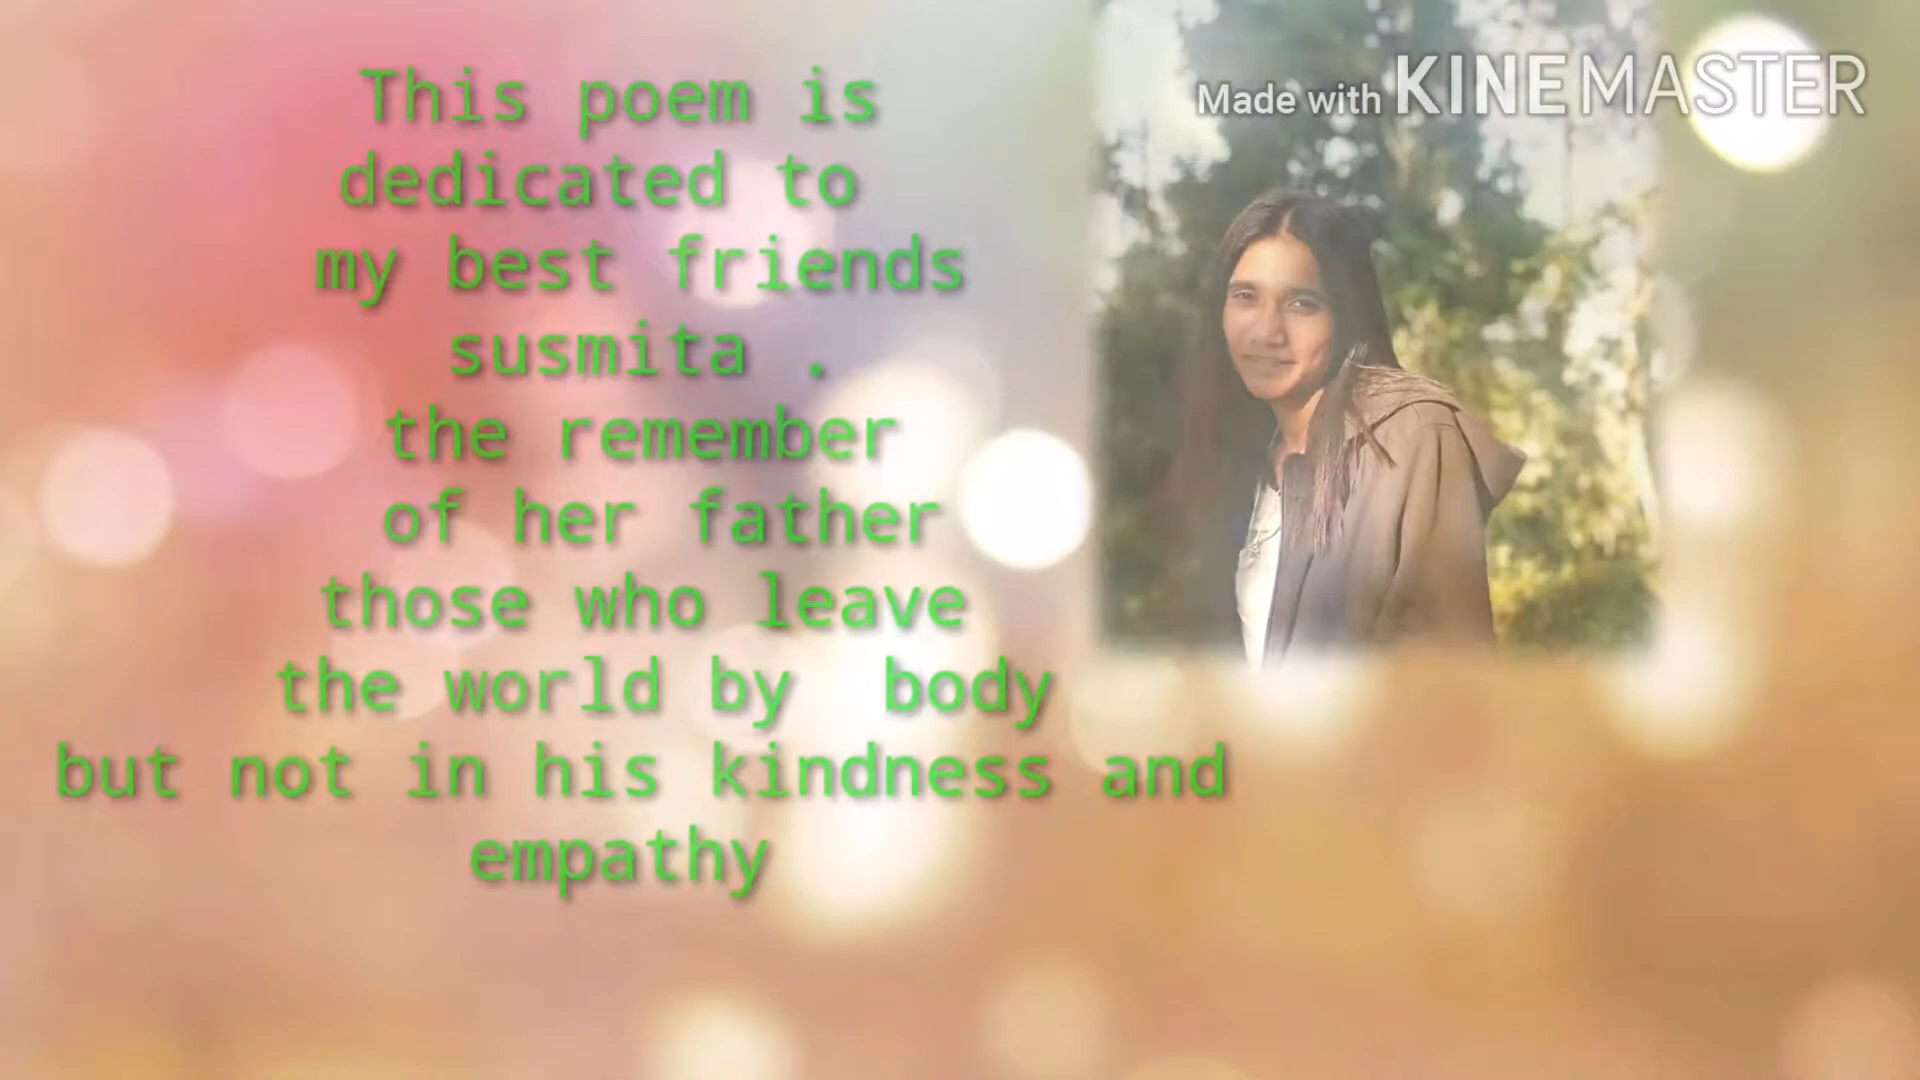 This poem is
dedicated to
my best friends
susmita .
the remember
of her father
those who leave
the world by body
but not in his kindness and
empathy
Made with KINEMASTER